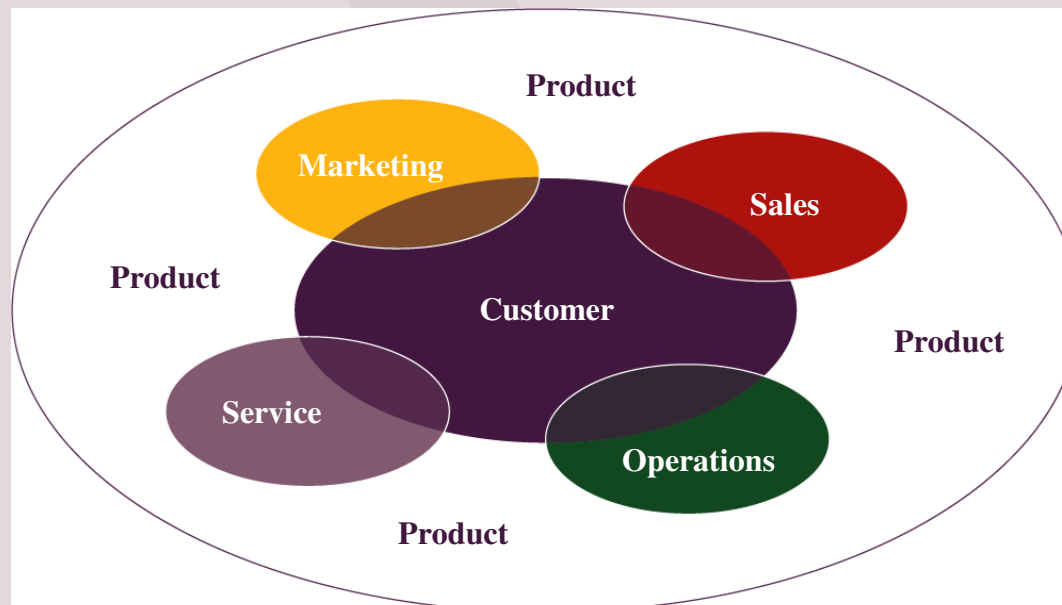 Product
Marketing
Sales
Product
Customer
Product
Service
Operations
Product